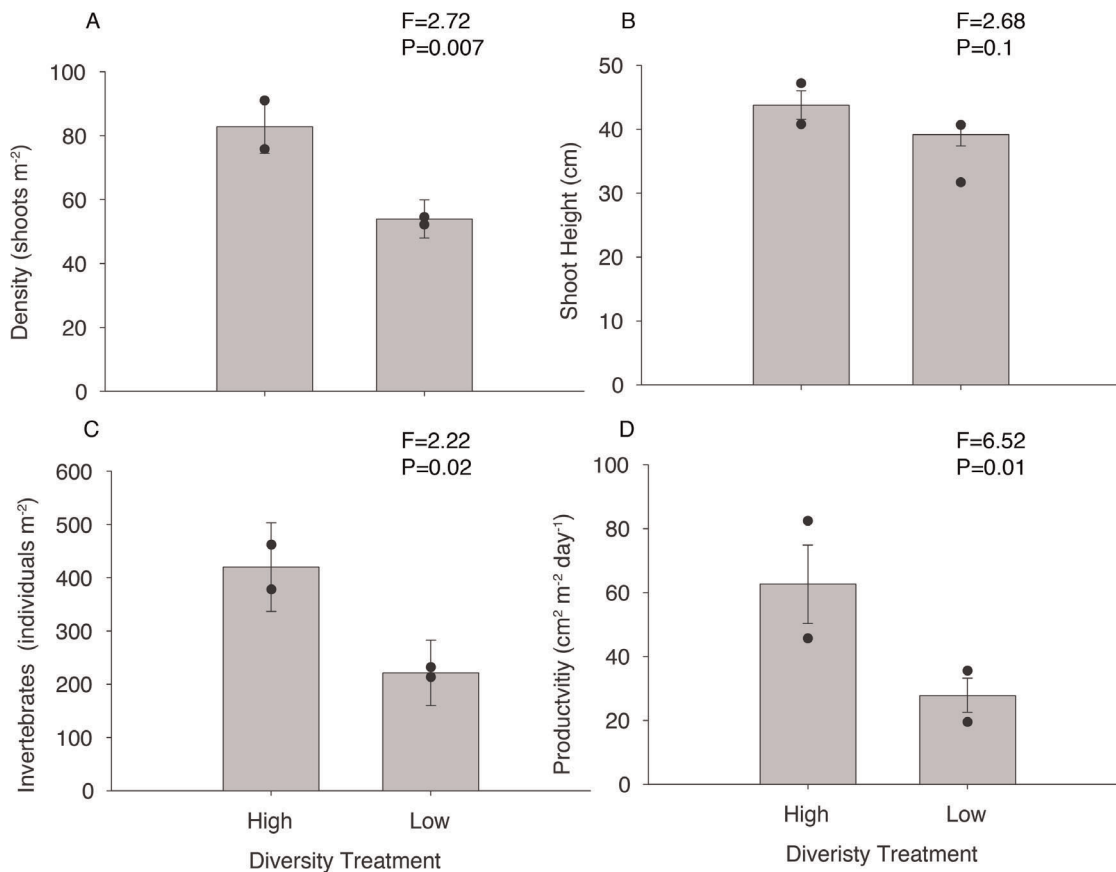 A
F=2.72
P=0.007
100
80
60
40
20
0
Density (shoots m⁻²)
B
F=2.68
P=0.1
50
40
30
20
10
0
Shoot Height (cm)
C
F=2.22
P=0.02
600
500
400
300
200
100
0
Invertebrates (individuals m⁻²)
High
Low
Diversity Treatment
D
F=6.52
P=0.01
100
80
60
40
20
0
Productvitiy (cm² m⁻² day⁻¹)
High
Low
Diveristy Treatment